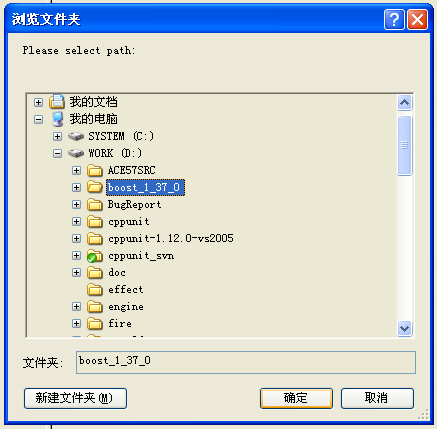 浏览文件夹
Please select path:
我的文档
我的电脑
SYSTEM (C:)
WORK (D:)
ACE57SRC
boost_1_37_0
BugReport
cppunit
cppunit-1.12.0-vs2005
cppunit_svn
doc
effect
engine
fire
文件夹: boost_1_37_0
新建文件夹(M) 确定 取消